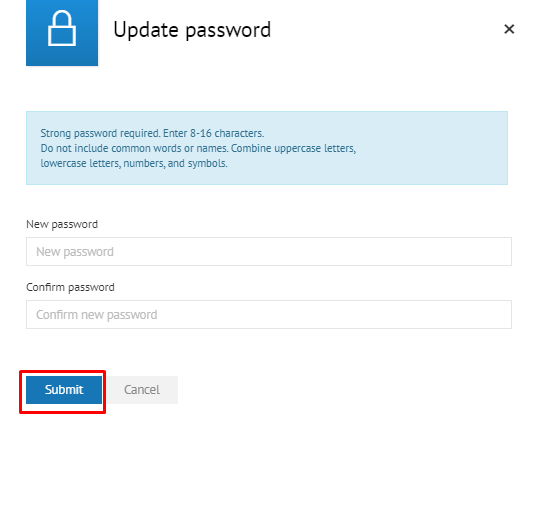 Update password
Strong password required. Enter 8-16 characters.
Do not include common words or names. Combine uppercase letters,
lowercase letters, numbers, and symbols.
New password
New password
Confirm password
Confirm new password
Submit Cancel